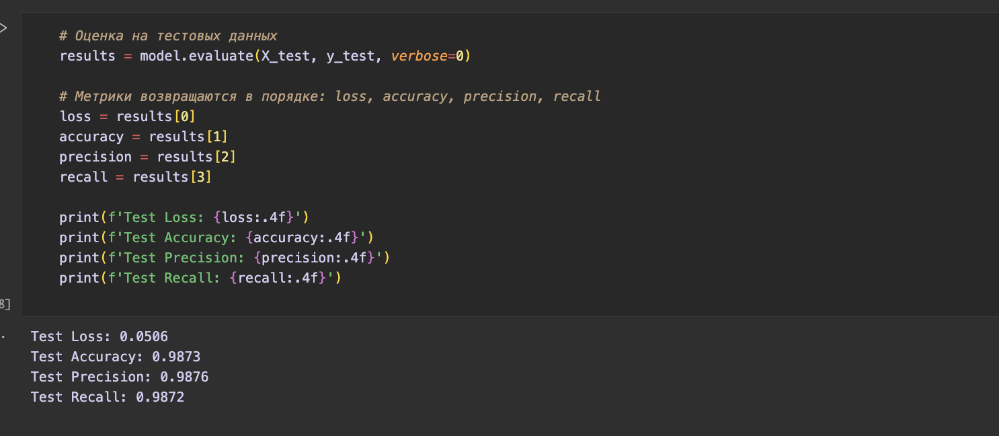 # Оценка на тестовых данных
results = model.evaluate(X_test, y_test, verbose=0)
# Метрики возвращаются в порядке: loss, accuracy, precision, recall
loss = results[0]
accuracy = results[1]
precision = results[2]
recall = results[3]
print(f'Test Loss: {loss:.4f}')
print(f'Test Accuracy: {accuracy:.4f}')
print(f'Test Precision: {precision:.4f}')
print(f'Test Recall: {recall:.4f}')
8]
Test Loss: 0.0506
Test Accuracy: 0.9873
Test Precision: 0.9876
Test Recall: 0.9872